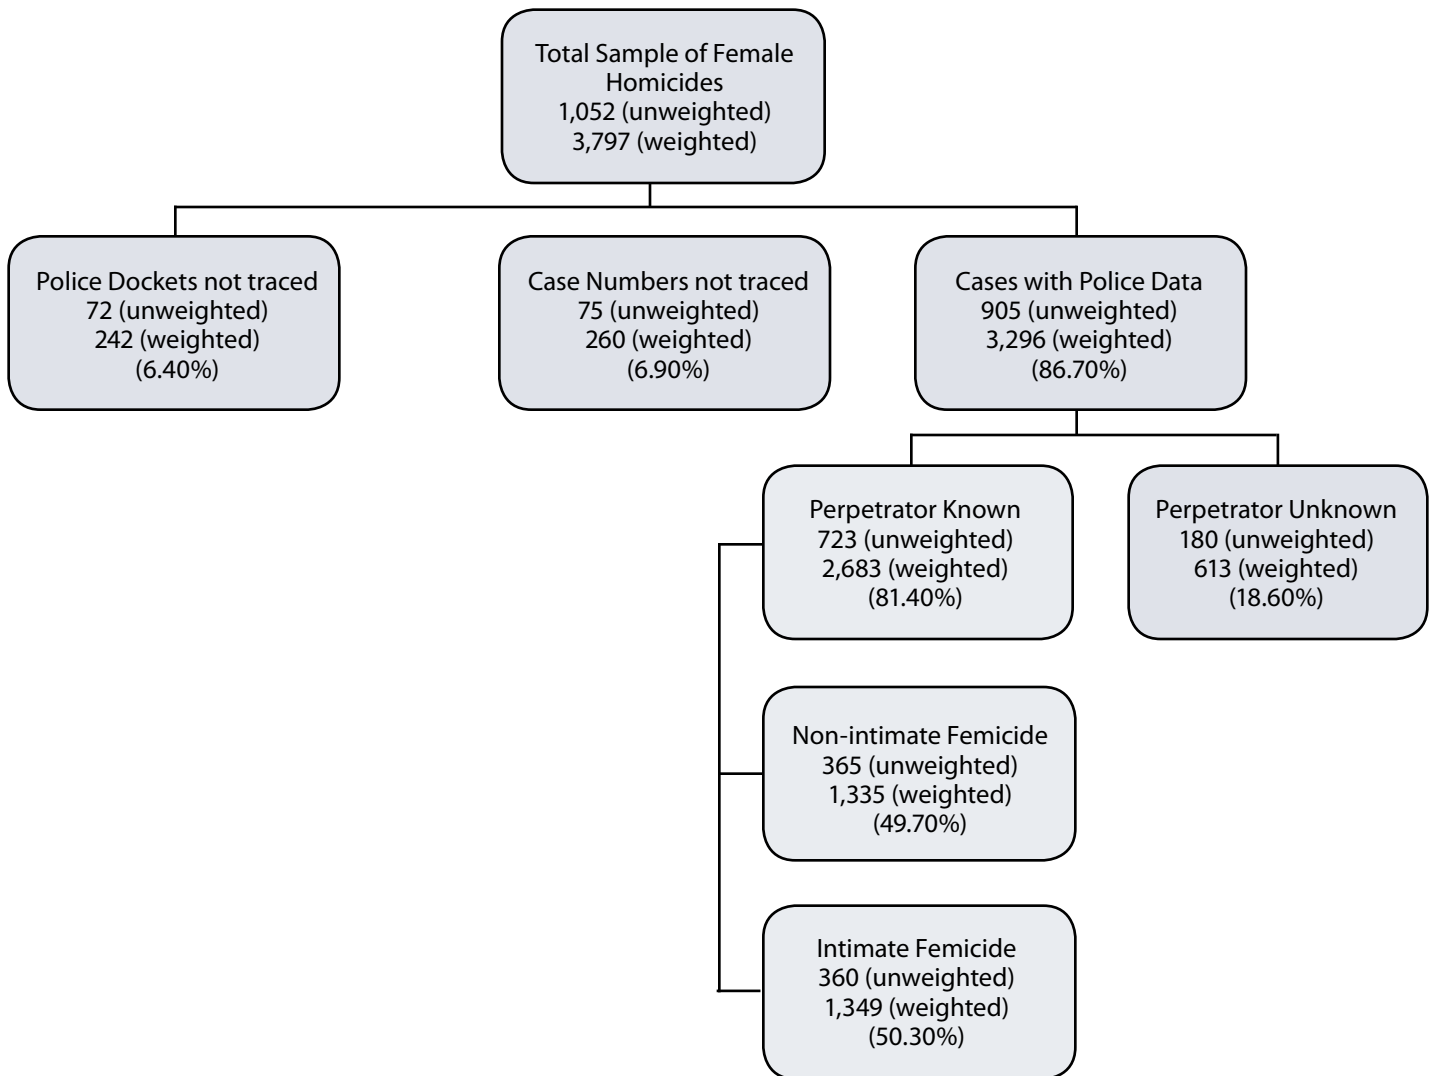 Total Sample of Female
Homicides
1,052 (unweighted)
3,797 (weighted)
Police Dockets not traced
72 (unweighted)
242 (weighted)
(6.40%)
Case Numbers not traced
75 (unweighted)
260 (weighted)
(6.90%)
Cases with Police Data
905 (unweighted)
3,296 (weighted)
(86.70%)
Perpetrator Known
723 (unweighted)
2,683 (weighted)
(81.40%)
Perpetrator Unknown
180 (unweighted)
613 (weighted)
(18.60%)
Non-intimate Femicide
365 (unweighted)
1,335 (weighted)
(49.70%)
Intimate Femicide
360 (unweighted)
1,349 (weighted)
(50.30%)